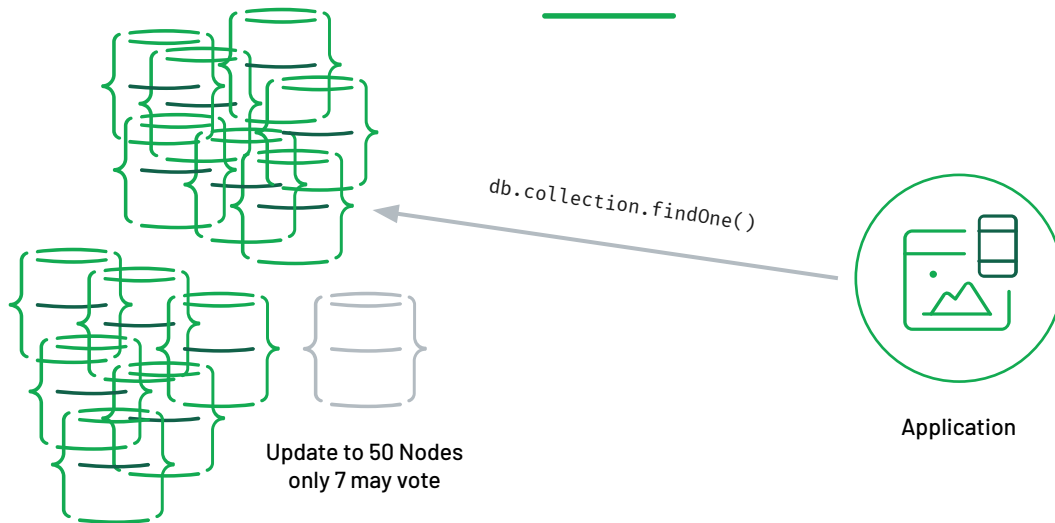 db.collection.findOne()
Application
Update to 50 Nodes
only 7 may vote